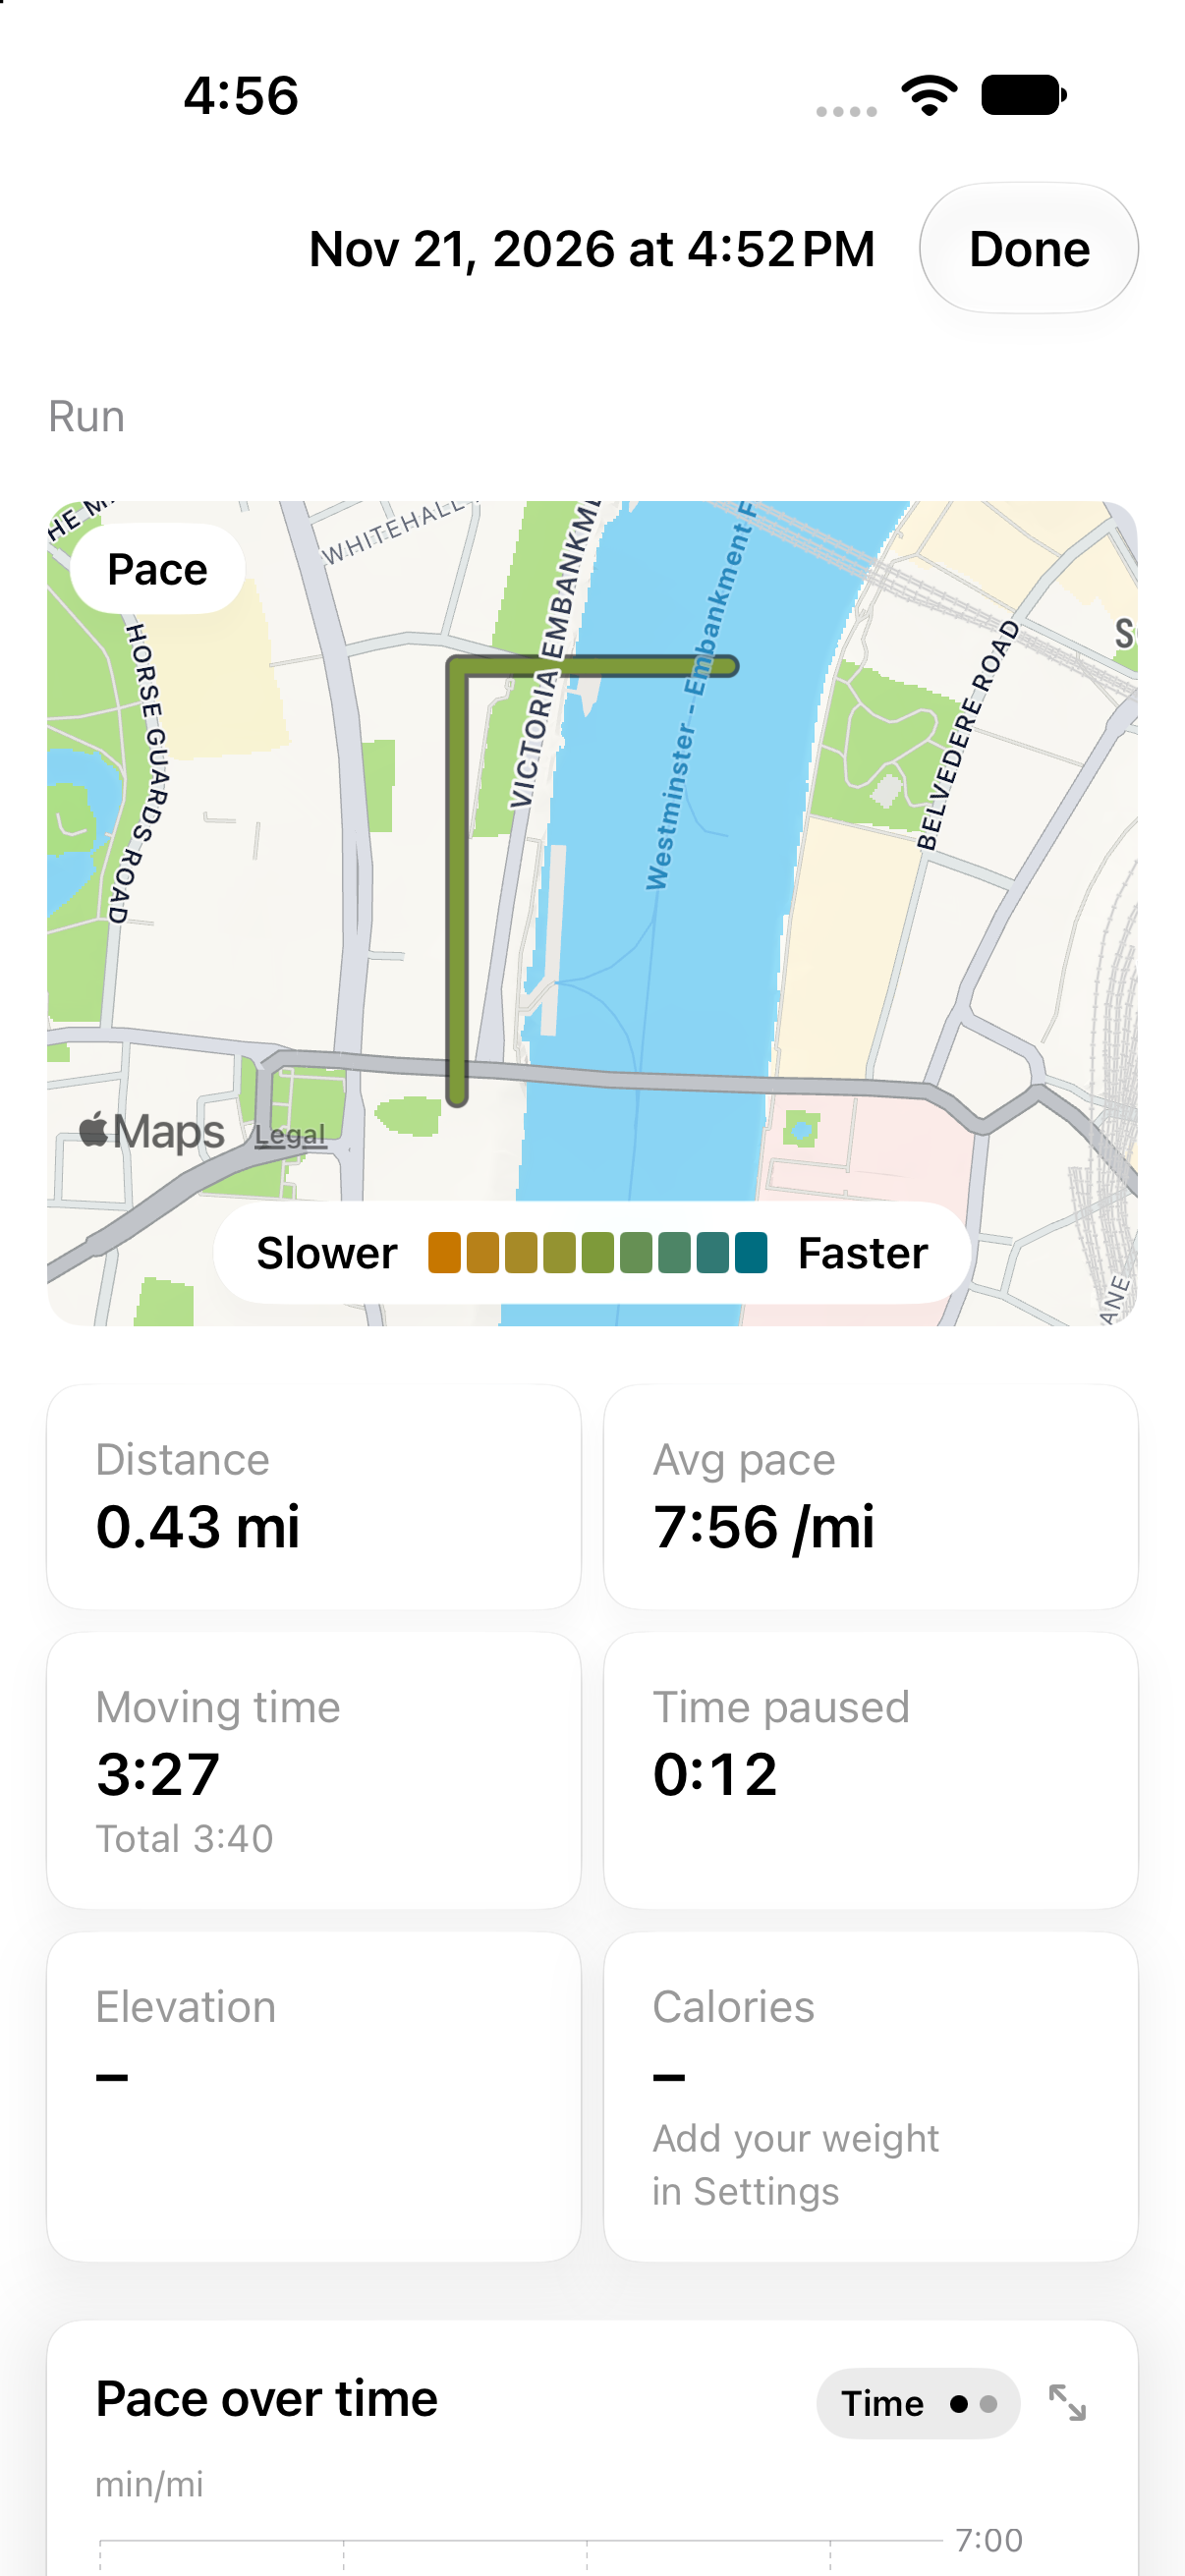 4:56
Nov 21, 2026 at 4:52 PM
Done
Run
Pace
WHITEHALL
HORSE GUARDS ROAD
VICTORIA EMBANKM
Westminster - Embankment F
BELVEDERE ROAD
Maps
Legal
Slower
Faster
Distance
0.43 mi
Avg pace
7:56 /mi
Moving time
3:27
Total 3:40
Time paused
0:12
Elevation
–
Calories
–
Add your weight
in Settings
Pace over time
Time
min/mi
7:00